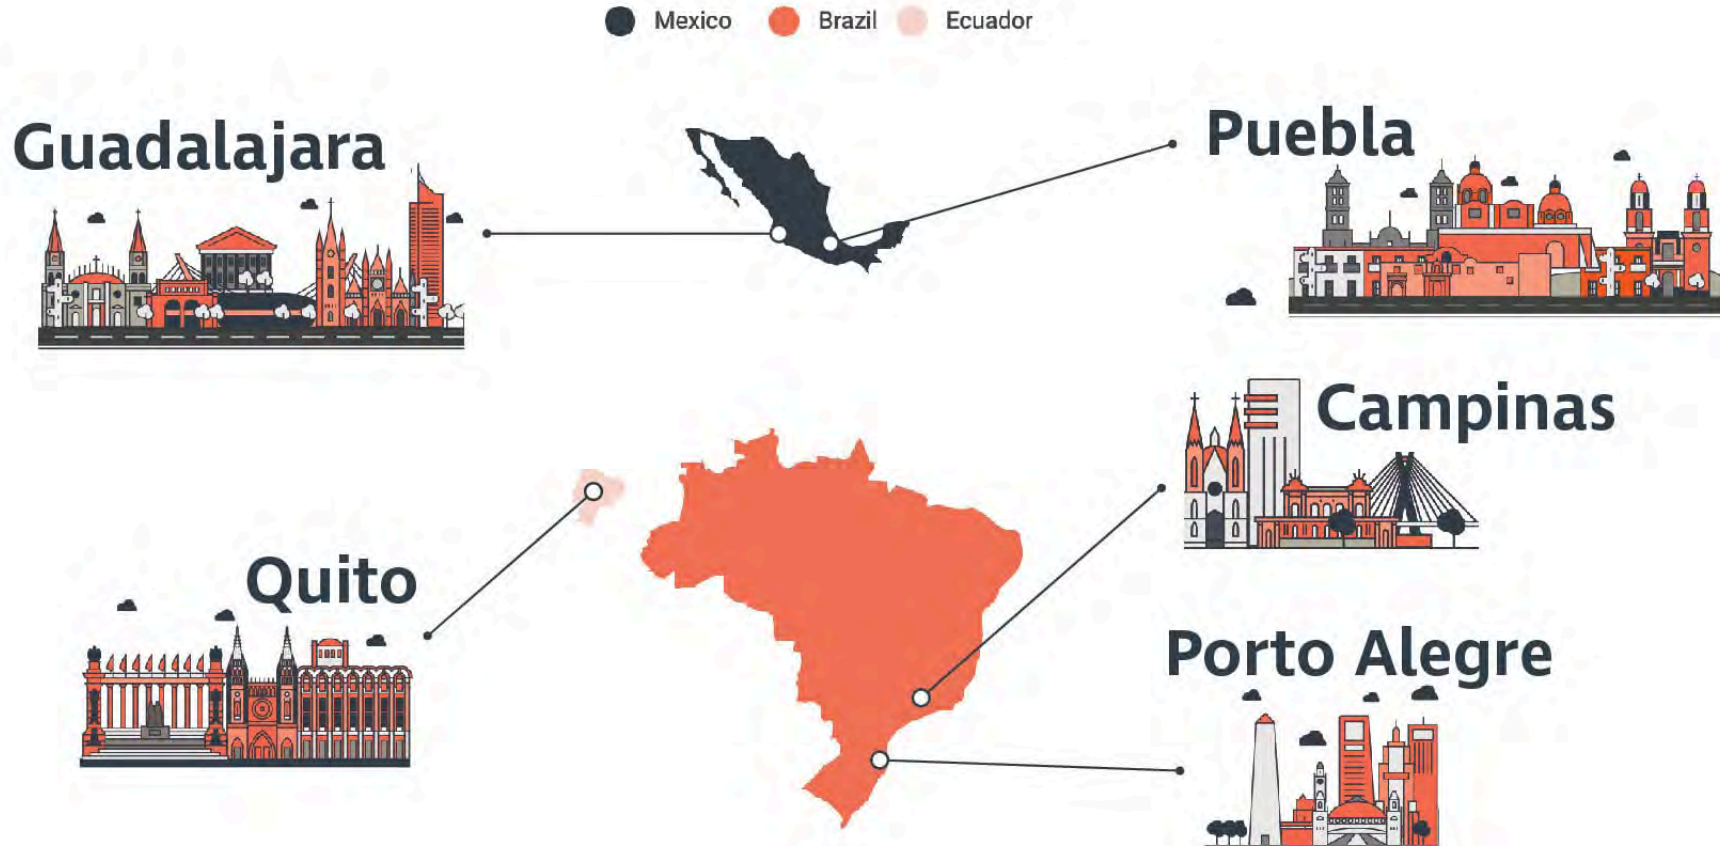 Mexico Brazil Ecuador
Guadalajara
Puebla
Campinas
Quito
Porto Alegre